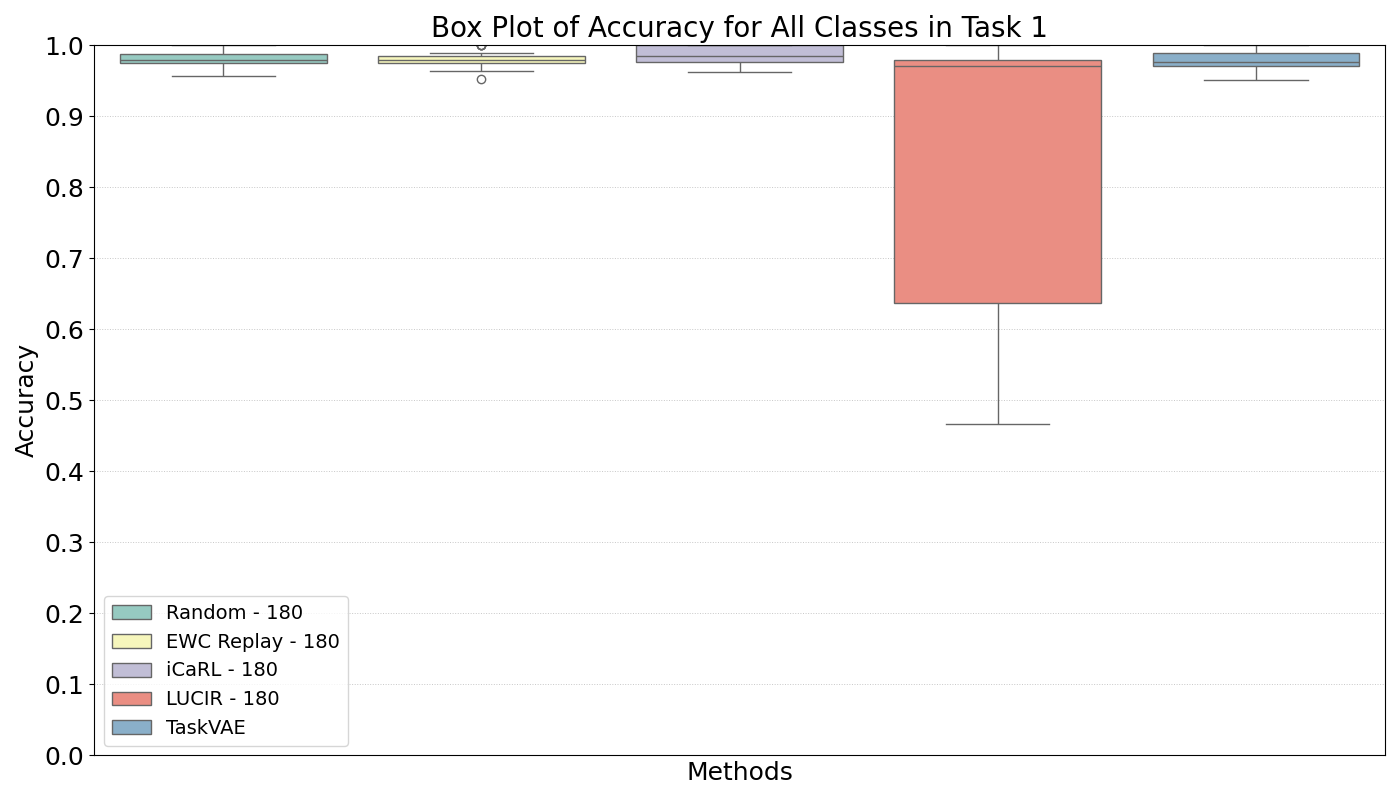 Box Plot of Accuracy for All Classes in Task 1
1.0
0.9
0.8
0.7
0.6
0.5
0.4
0.3
0.2
0.1
0.0
Accuracy
Random - 180
EWC Replay - 180
iCaRL - 180
LUCIR - 180
TaskVAE
Methods